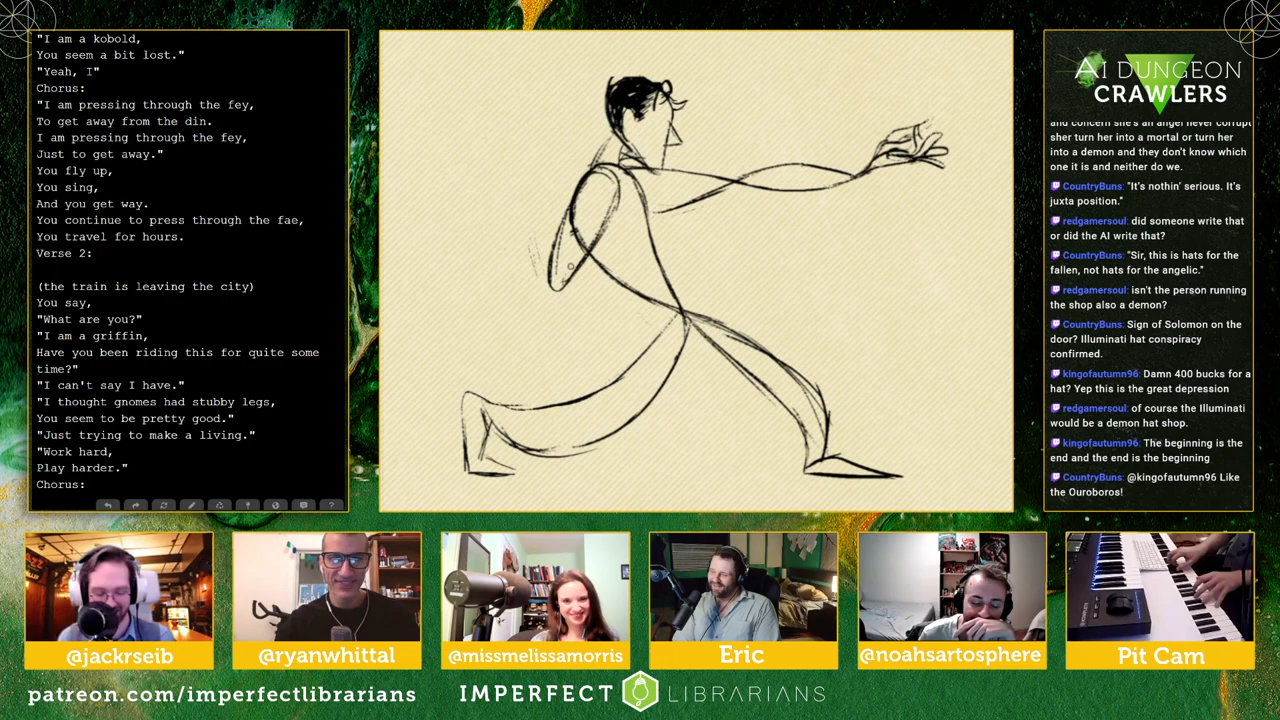 "I am a kobold,
You seem a bit lost."
"Yeah, I"
Chorus:
"I am pressing through the fey,
To get away from the din.
I am pressing through the fey,
Just to get away."
You fly up,
You sing,
And you get way.
You continue to press through the fae,
You travel for hours.
Verse 2:
(the train is leaving the city)
You say,
"What are you?"
"I am a griffin,
Have you been riding this for quite some
time?"
"I can't say I have."
"I thought gnomes had stubby legs,
You seem to be pretty good."
"Just trying to make a living."
"Work hard,
Play harder."
Chorus:
AI DUNGEON
CRAWLERS
and concern she's an angel never corrupt
sher turn her into a mortal or turn her
into a demon and they don't know which
one it is and neither do we.
CountryBuns: "It's nothin' serious. It's
juxta position."
redgamersoul: did someone write that
or did the AI write that?
CountryBuns: "Sir, this is hats for the
fallen, not hats for the angelic."
redgamersoul: isn't the person running
the shop also a demon?
CountryBuns: Sign of Solomon on the
door? Illuminati hat conspiracy
confirmed.
kingofautumn96: Damn 400 bucks for a
hat? Yep this is the great depression
redgamersoul: of course the Illuminati
would be a demon hat shop.
kingofautumn96: The beginning is the
end and the end is the beginning
CountryBuns: @kingofautumn96 Like
the Ouroboros!
@jackrseib
@ryanwhittal
@missmelissamorris
Eric
@noahsartosphere
Pit Cam
patreon.com/imperfectlibrarians
IMPERFECT LIBRARIANS